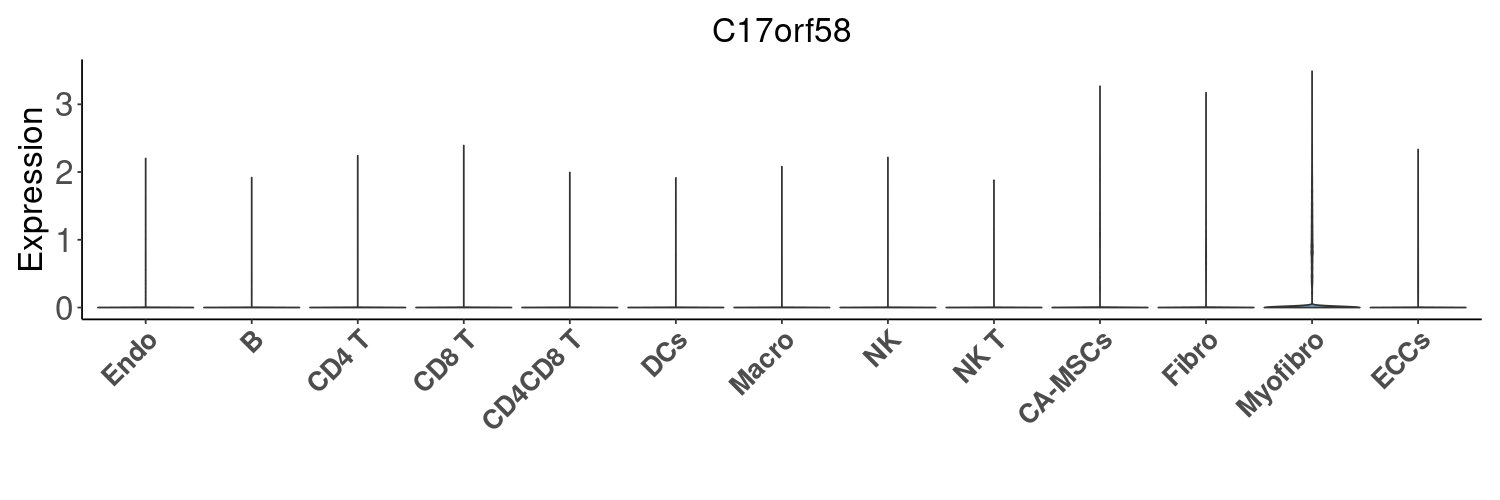 C17orf58
Expression
3
2
1
0
Endo
B
CD4 T
CD8 T
CD4CD8 T
DCs
Macro
NK
NK T
CA-MSCs
Fibro
Myofibro
ECCs